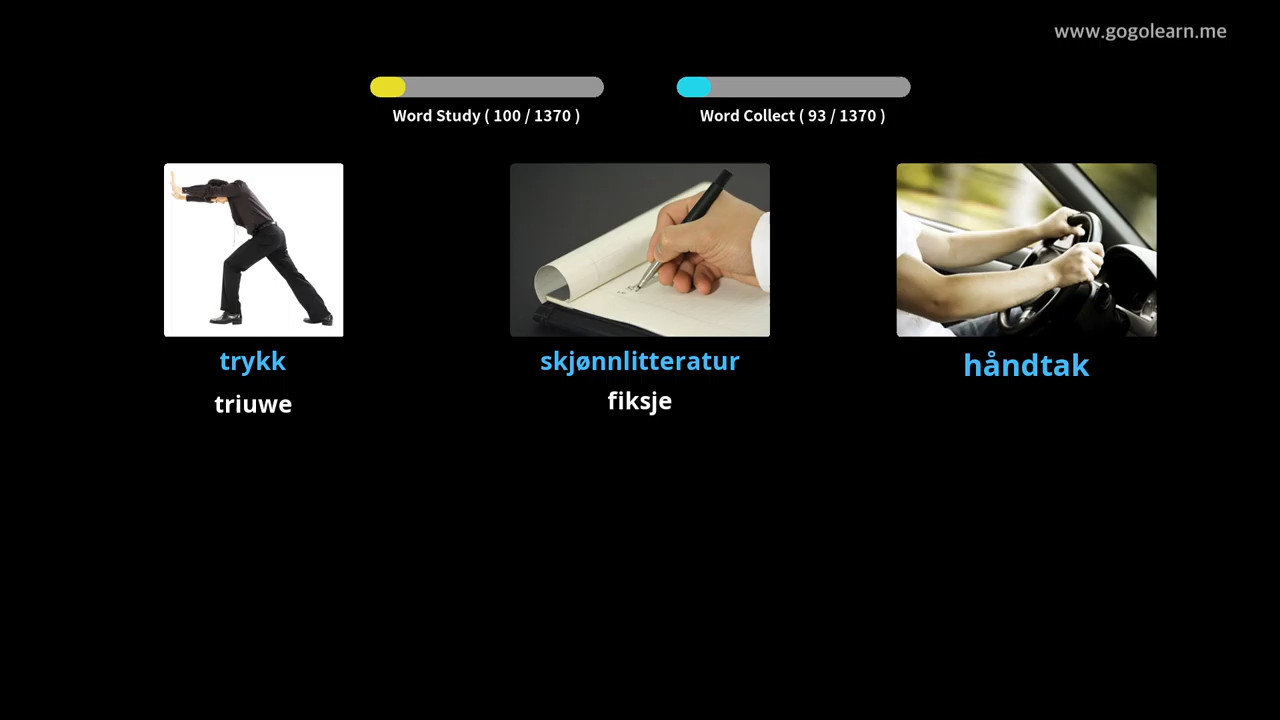 www.gogolearn.me
Word Study ( 100 / 1370 )
Word Collect ( 93 / 1370 )
trykk
triuwe
skjønnlitteratur
fiksje
håndtak